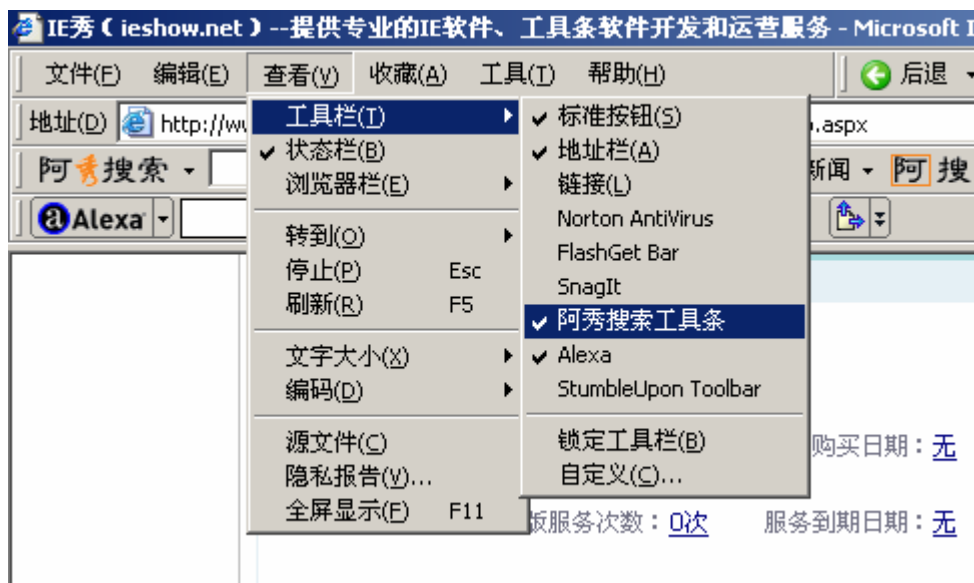 IE秀（ieshow.net）--提供专业的IE软件、工具条软件开发和运营服务 - Microsoft I
文件(F) 编辑(E) 查看(V) 收藏(A) 工具(T) 帮助(H) 后退
地址(D) http://w .aspx
阿秀搜索 新闻 阿 搜
Alexa
工具栏(T)
状态栏(B)
浏览器栏(E)
转到(O)
停止(P) Esc
刷新(R) F5
文字大小(X)
编码(D)
源文件(C)
隐私报告(V)...
全屏显示(F) F11
标准按钮(S)
地址栏(A)
链接(L)
Norton AntiVirus
FlashGet Bar
SnagIt
阿秀搜索工具条
Alexa
StumbleUpon Toolbar
锁定工具栏(B)
自定义(C)...
购买日期：无
版服务次数：0次 服务到期日期：无